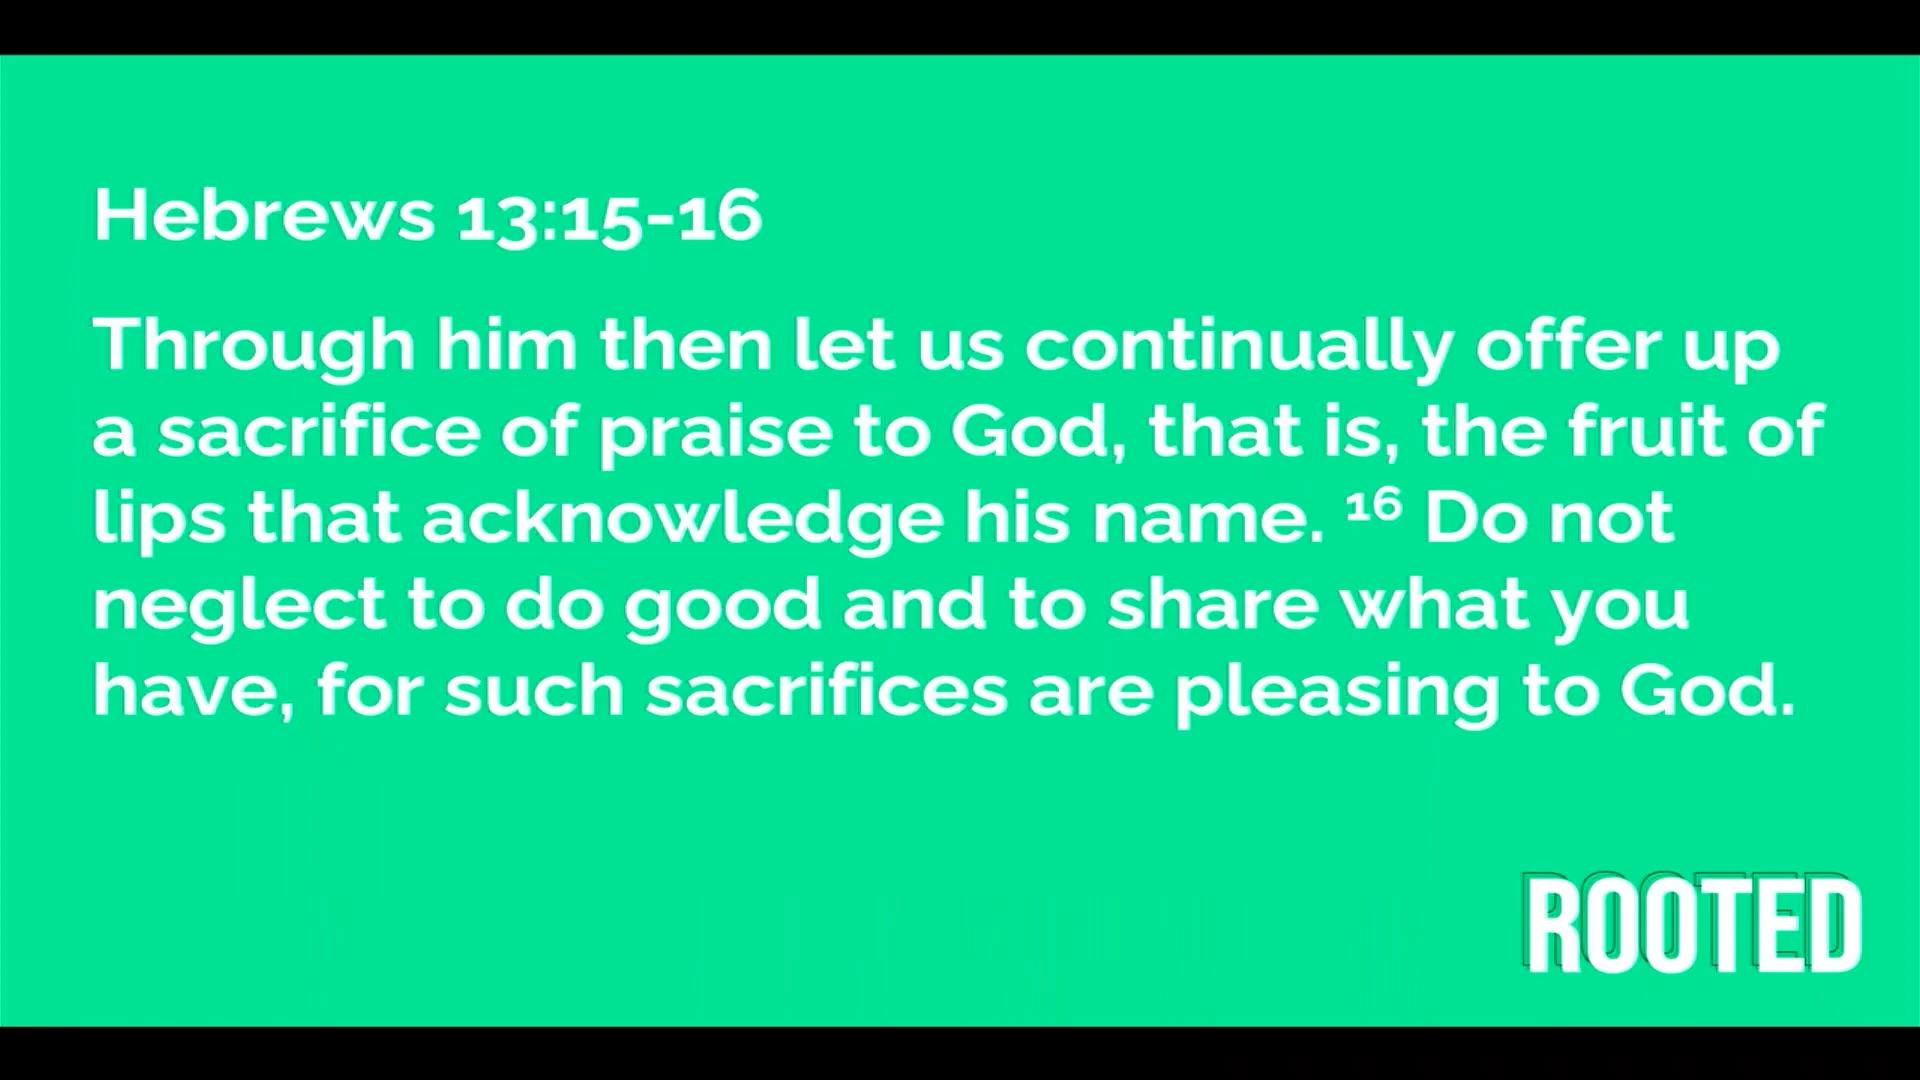 Hebrews 13:15-16
Through him then let us continually offer up
a sacrifice of praise to God, that is, the fruit of
lips that acknowledge his name. ¹⁶ Do not
neglect to do good and to share what you
have, for such sacrifices are pleasing to God.
ROOTED